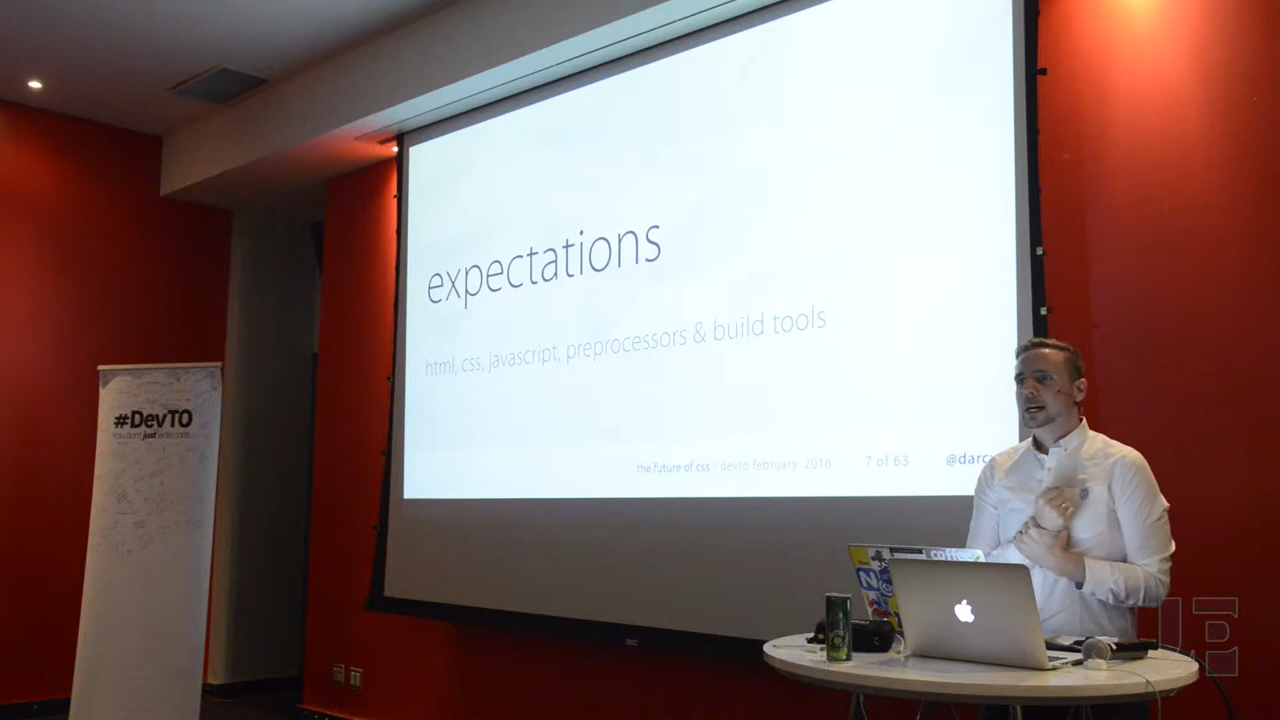 expectations
html, css, javascript, preprocessors & build tools
the future of css - devto february, 2016
7 of 63
@darc
#DevTO
You don't just write code.
coffee
N